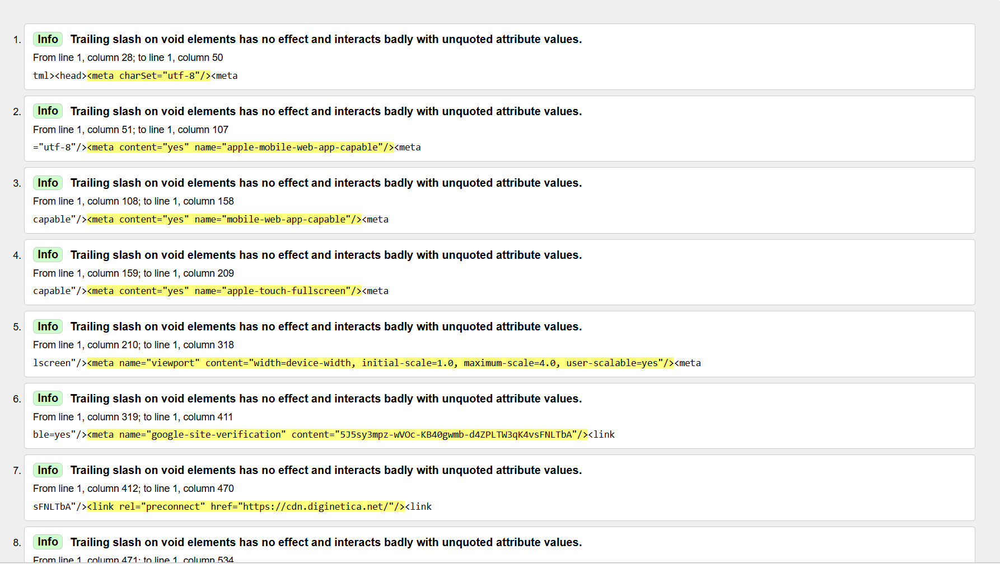 1. Info Trailing slash on void elements has no effect and interacts badly with unquoted attribute values.
From line 1, column 28; to line 1, column 50
tml><head><meta charSet="utf-8"/><meta
2. Info Trailing slash on void elements has no effect and interacts badly with unquoted attribute values.
From line 1, column 51; to line 1, column 107
="utf-8"/><meta content="yes" name="apple-mobile-web-app-capable"/><meta
3. Info Trailing slash on void elements has no effect and interacts badly with unquoted attribute values.
From line 1, column 108; to line 1, column 158
capable"/><meta content="yes" name="mobile-web-app-capable"/><meta
4. Info Trailing slash on void elements has no effect and interacts badly with unquoted attribute values.
From line 1, column 159; to line 1, column 209
capable"/><meta content="yes" name="apple-touch-fullscreen"/><meta
5. Info Trailing slash on void elements has no effect and interacts badly with unquoted attribute values.
From line 1, column 210; to line 1, column 318
lscreen"/><meta name="viewport" content="width=device-width, initial-scale=1.0, maximum-scale=4.0, user-scalable=yes"/><meta
6. Info Trailing slash on void elements has no effect and interacts badly with unquoted attribute values.
From line 1, column 319; to line 1, column 411
ble=yes"/><meta name="google-site-verification" content="5J5sy3mpz-wVOc-KB40gwmb-d4ZPLTW3qK4vsFNLTbA"/><link
7. Info Trailing slash on void elements has no effect and interacts badly with unquoted attribute values.
From line 1, column 412; to line 1, column 470
sFNLTbA"/><link rel="preconnect" href="https://cdn.diginetica.net/"/><link
8. Info Trailing slash on void elements has no effect and interacts badly with unquoted attribute values.
From line 1, column 471; to line 1, column 534